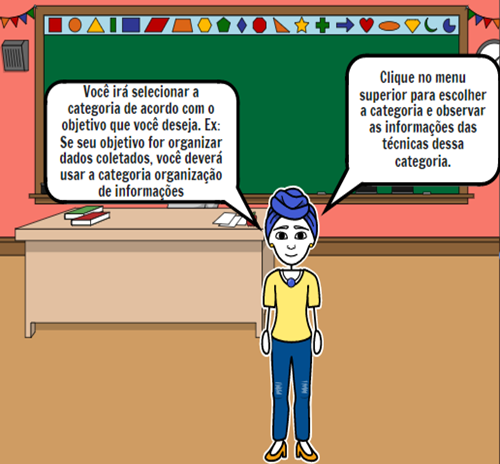 Você irá selecionar a
categoria de acordo com o
objetivo que você deseja. Ex:
Se seu objetivo for organizar
dados coletados, você deverá
usar a categoria organização
de informações
Clique no menu
superior para escolher
a categoria e observar
as informações das
técnicas dessa
categoria.